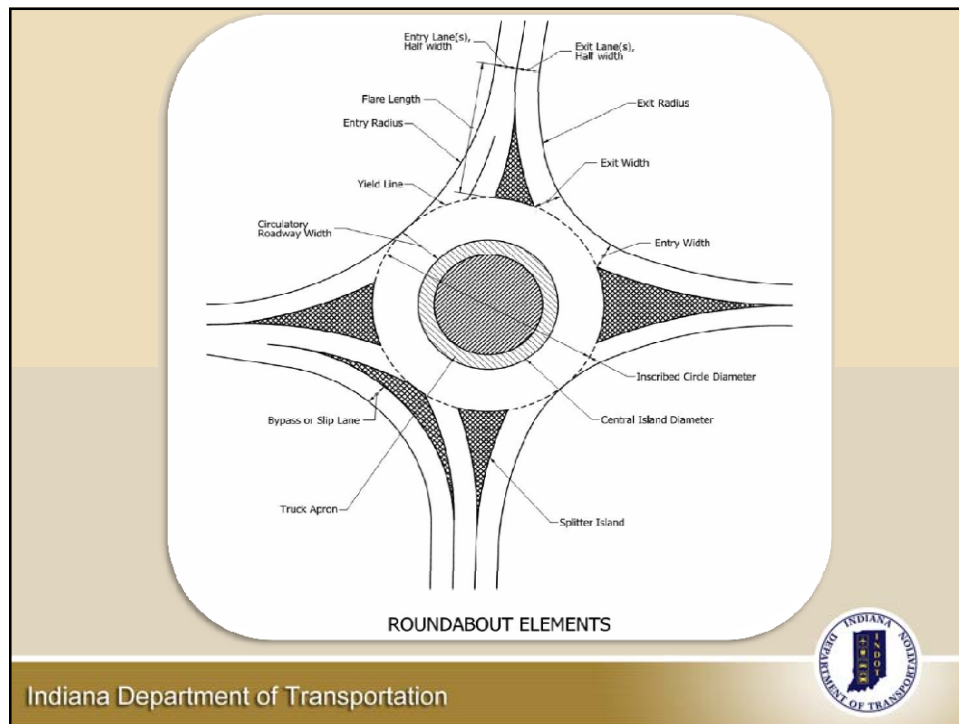 Entry Lane(s),
Half width
Exit Lane(s),
Half width
Flare Length
Exit Radius
Entry Radius
Exit Width
Yield Line
Circulatory
Roadway Width
Entry Width
Inscribed Circle Diameter
Bypass or Slip Lane
Central Island Diameter
Truck Apron
Splitter Island
ROUNDABOUT ELEMENTS
Indiana Department of Transportation
INDIANA
DEPARTMENT OF TRANSPORTATION
INDOT